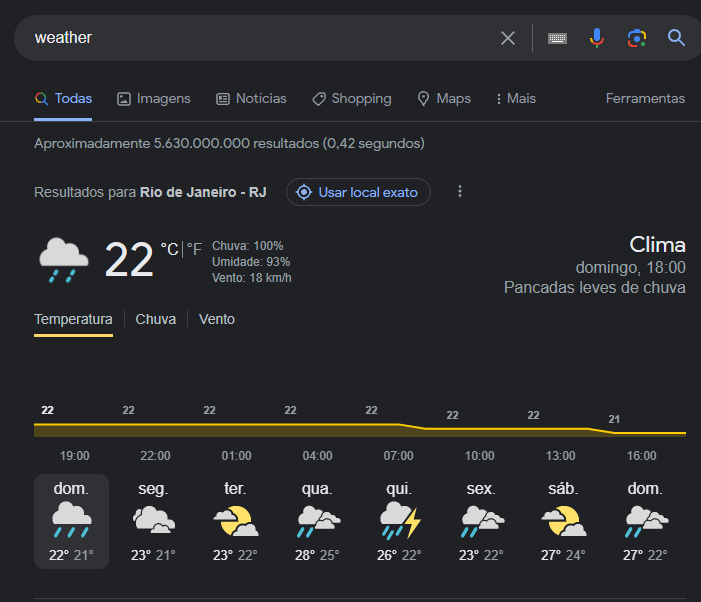 weather
Todas Imagens Notícias Shopping Maps Mais Ferramentas
Aproximadamente 5.630.000.000 resultados (0,42 segundos)
Resultados para Rio de Janeiro - RJ Usar local exato
22 °C|°F
Chuva: 100%
Umidade: 93%
Vento: 18 km/h
Clima
domingo, 18:00
Pancadas leves de chuva
Temperatura Chuva Vento
22 22 22 22 22 22 22 21
19:00 22:00 01:00 04:00 07:00 10:00 13:00 16:00
dom. seg. ter. qua. qui. sex. sáb. dom.
22° 21° 23° 21° 23° 22° 28° 25° 26° 22° 23° 22° 27° 24° 27° 22°